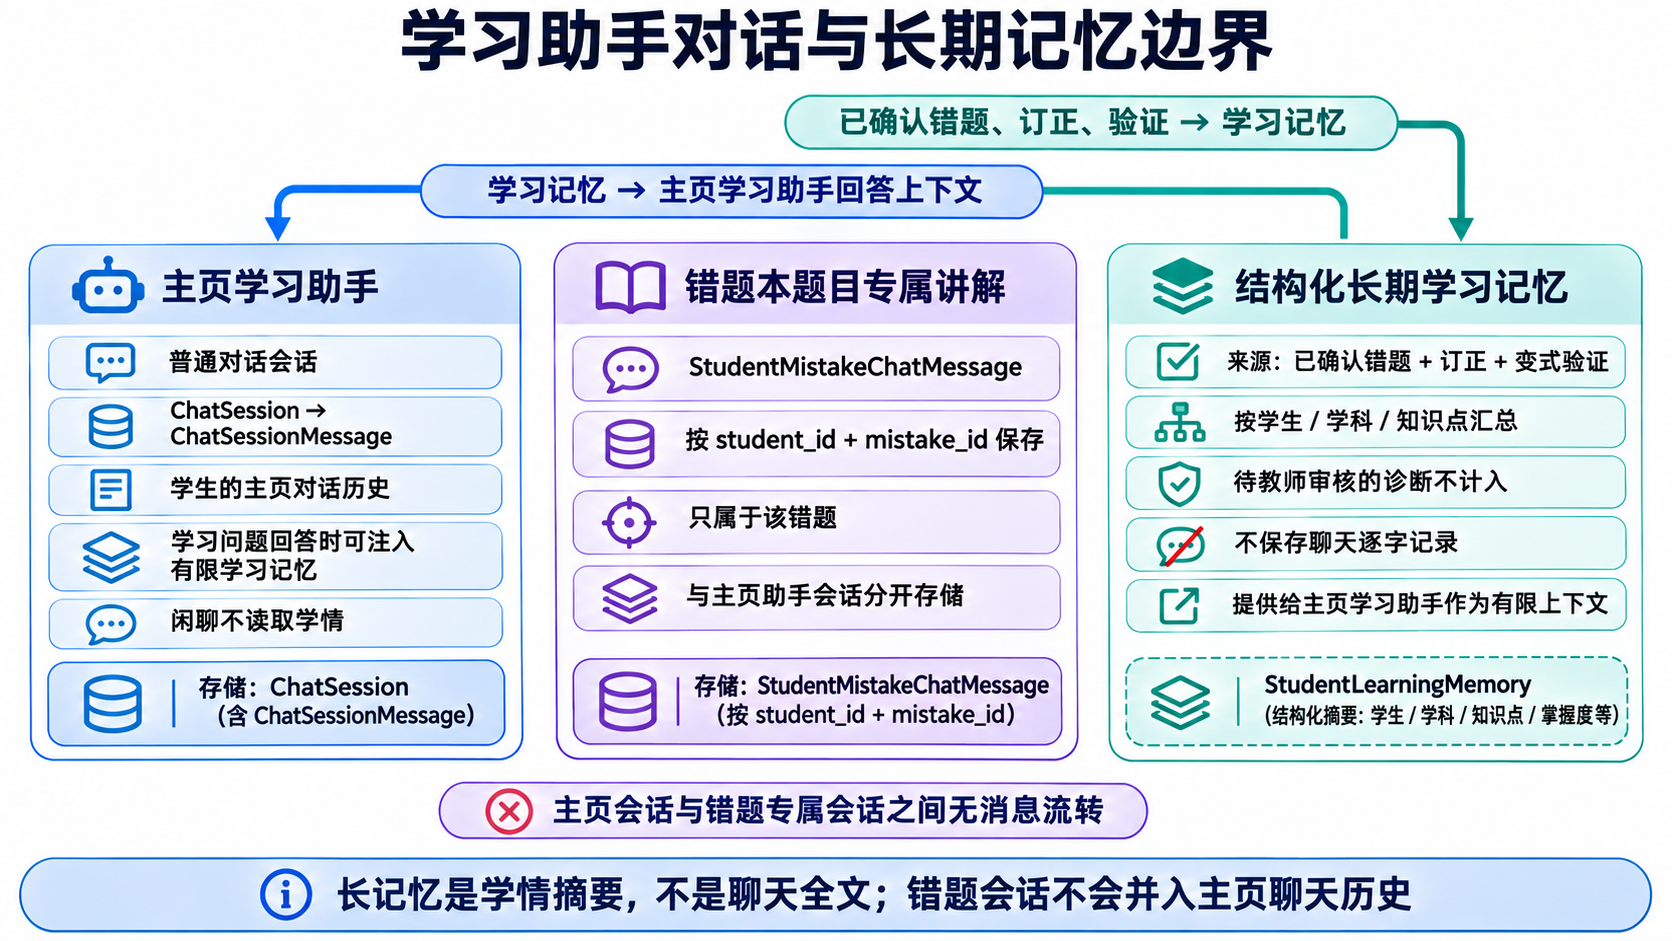 学习助手对话与长期记忆边界
已确认错题、订正、验证 → 学习记忆
学习记忆 → 主页学习助手回答上下文
主页学习助手
普通对话会话
ChatSession →
ChatSessionMessage
学生的主页对话历史
学习问题回答时可注入
有限学习记忆
闲聊不读取学情
存储：ChatSession
（含 ChatSessionMessage）
错题本题目专属讲解
StudentMistakeChatMessage
按 student_id + mistake_id 保存
只属于该错题
与主页助手会话分开存储
存储：StudentMistakeChatMessage
（按 student_id + mistake_id）
结构化长期学习记忆
来源：已确认错题 + 订正 + 变式验证
按学生 / 学科 / 知识点汇总
待教师审核的诊断不计入
不保存聊天逐字记录
提供给主页学习助手作为有限上下文
StudentLearningMemory
（结构化摘要：学生 / 学科 / 知识点 / 掌握度等）
主页会话与错题专属会话之间无消息流转
长记忆是学情摘要，不是聊天全文；错题会话不会并入主页聊天历史